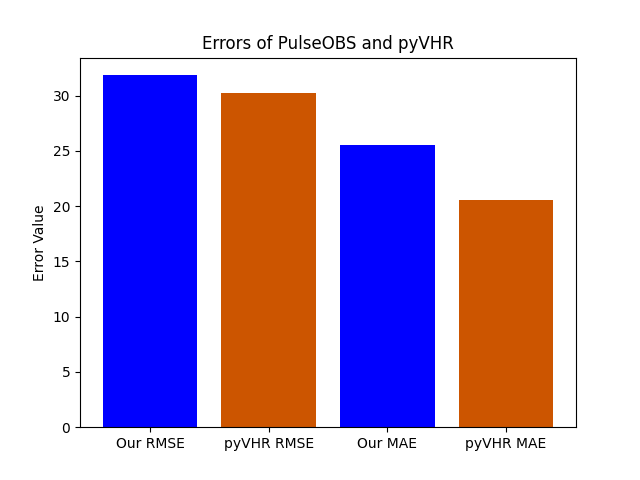 Errors of PulseOBS and pyVHR
Error Value
30
25
20
15
10
5
0
Our RMSE
pyVHR RMSE
Our MAE
pyVHR MAE